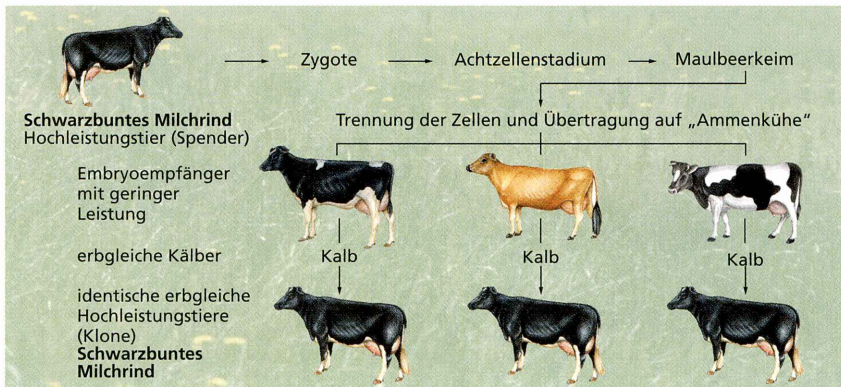 Zygote
Achtzellenstadium
Maulbeerkeim
Schwarzbuntes Milchrind
Hochleistungstier (Spender)
Trennung der Zellen und Übertragung auf „Ammenkühe“
Embryoempfänger
mit geringer
Leistung
erbgleiche Kälber
Kalb
Kalb
Kalb
identische erbgleiche
Hochleistungstiere
(Klone)
Schwarzbuntes
Milchrind